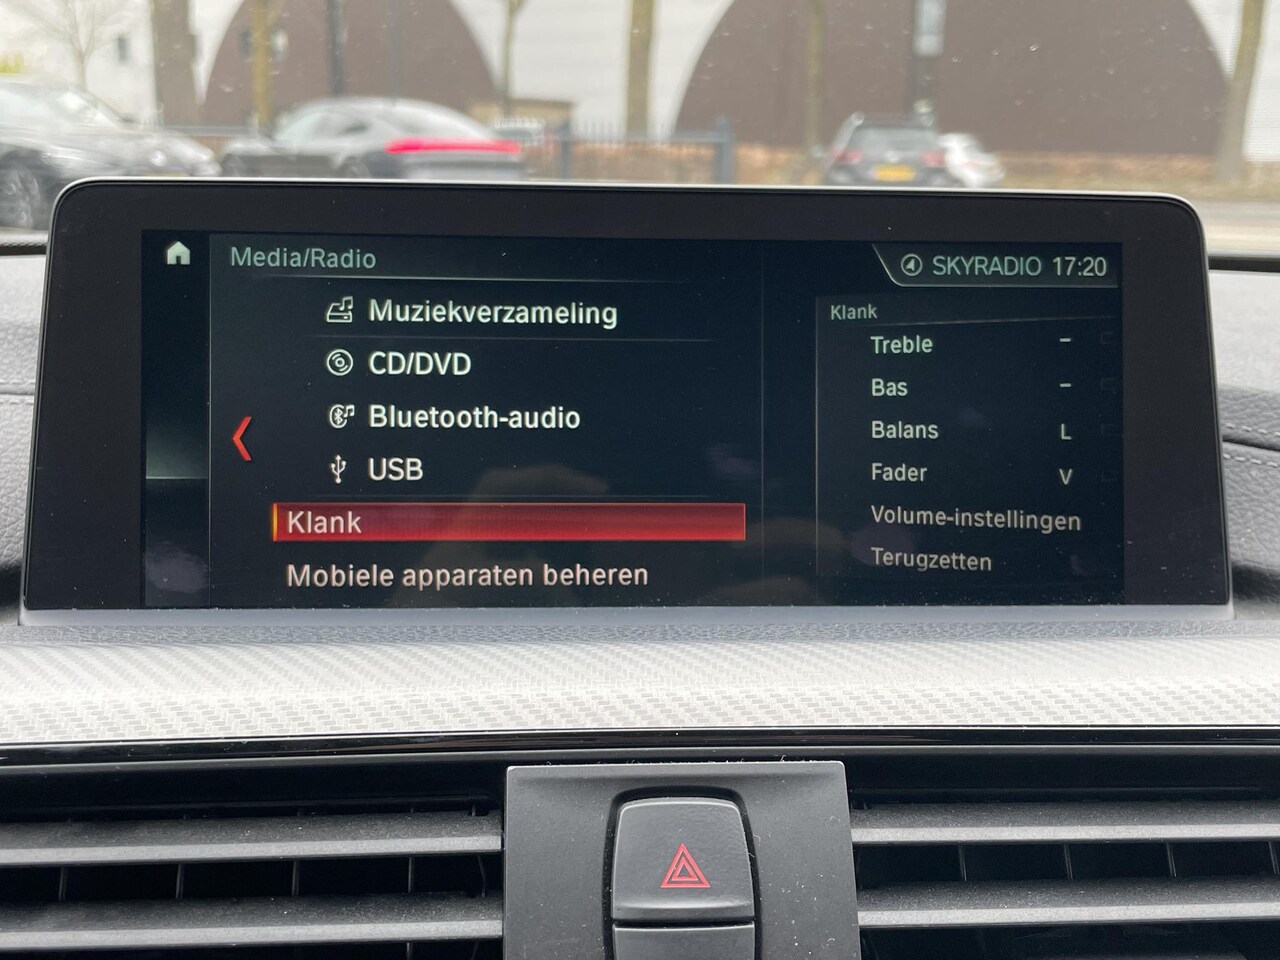 Media/Radio
SKYRADIO 17:20
Muziekverzameling
CD/DVD
Bluetooth-audio
USB
Klank
Mobiele apparaten beheren
Klank
Treble –
Bas –
Balans L
Fader V
Volume-instellingen
Terugzetten